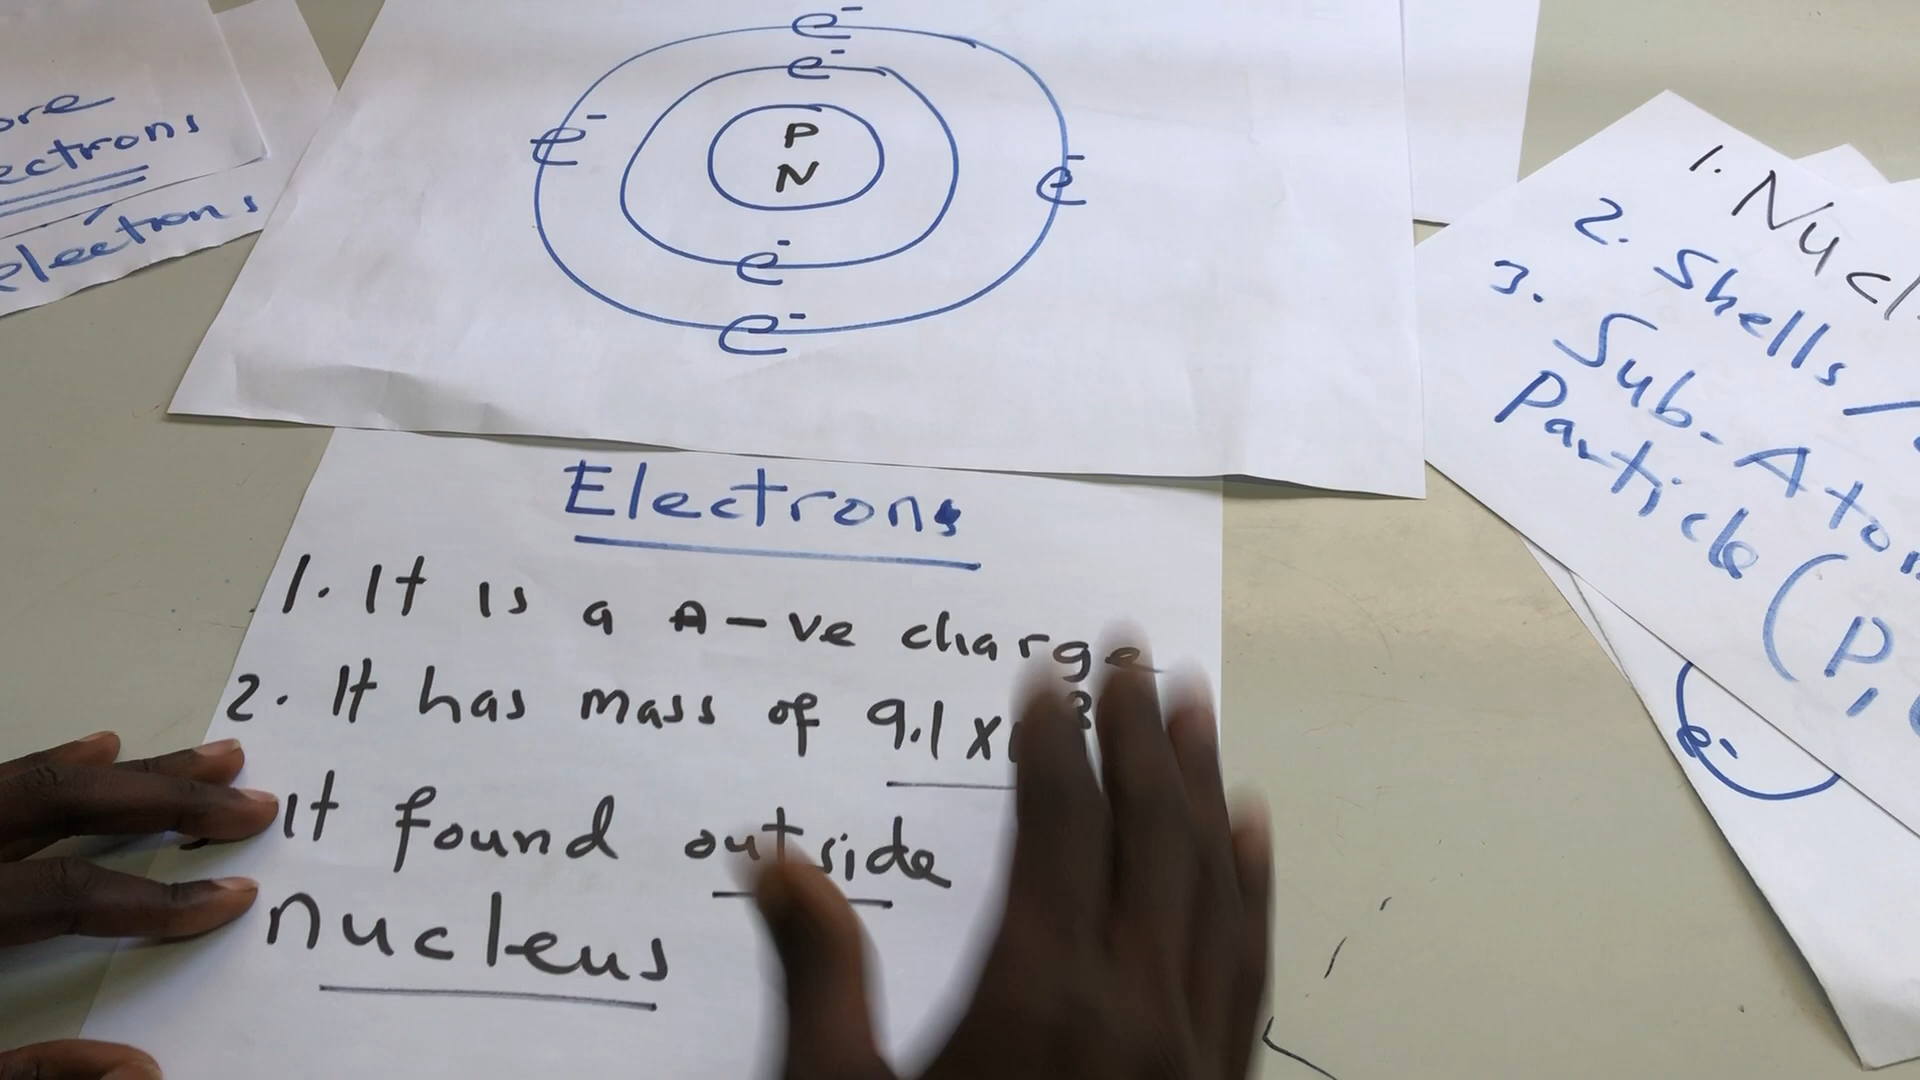 ore
ectrons
electrons
e-
e-
P
N
e-
e-
e-
e-
Electrons
1. It is a A -ve charge
2. It has mass of 9.1 x
It found outside
nucleus
1. Nucl
2. Shells /
3. Sub-Atom
Particle (P,
e-